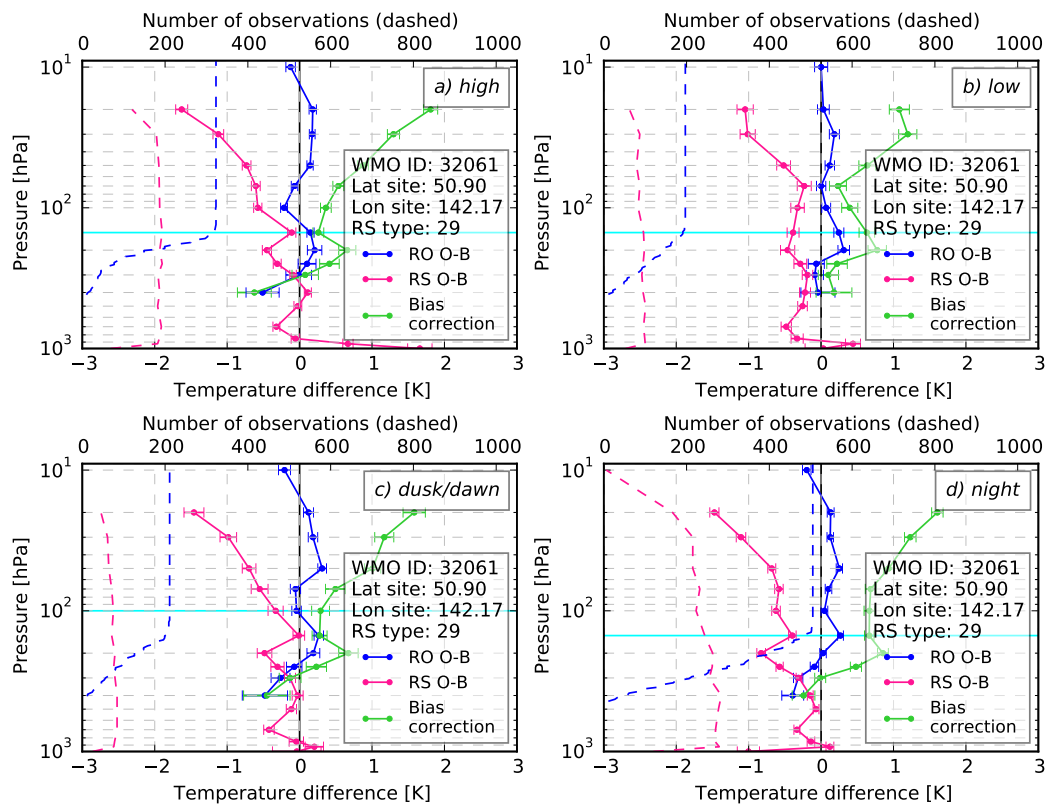 Number of observations (dashed)
0 200 400 600 800 1000
a) high
WMO ID: 32061
Lat site: 50.90
Lon site: 142.17
RS type: 29
RO O-B
RS O-B
Bias
correction
Pressure [hPa]
10¹
10²
10³
−3 −2 −1 0 1 2 3
Temperature difference [K]
Number of observations (dashed)
0 200 400 600 800 1000
b) low
WMO ID: 32061
Lat site: 50.90
Lon site: 142.17
RS type: 29
RO O-B
RS O-B
Bias
correction
Pressure [hPa]
10¹
10²
10³
−3 −2 −1 0 1 2 3
Temperature difference [K]
Number of observations (dashed)
0 200 400 600 800 1000
c) dusk/dawn
WMO ID: 32061
Lat site: 50.90
Lon site: 142.17
RS type: 29
RO O-B
RS O-B
Bias
correction
Pressure [hPa]
10¹
10²
10³
−3 −2 −1 0 1 2 3
Temperature difference [K]
Number of observations (dashed)
0 200 400 600 800 1000
d) night
WMO ID: 32061
Lat site: 50.90
Lon site: 142.17
RS type: 29
RO O-B
RS O-B
Bias
correction
Pressure [hPa]
10¹
10²
10³
−3 −2 −1 0 1 2 3
Temperature difference [K]